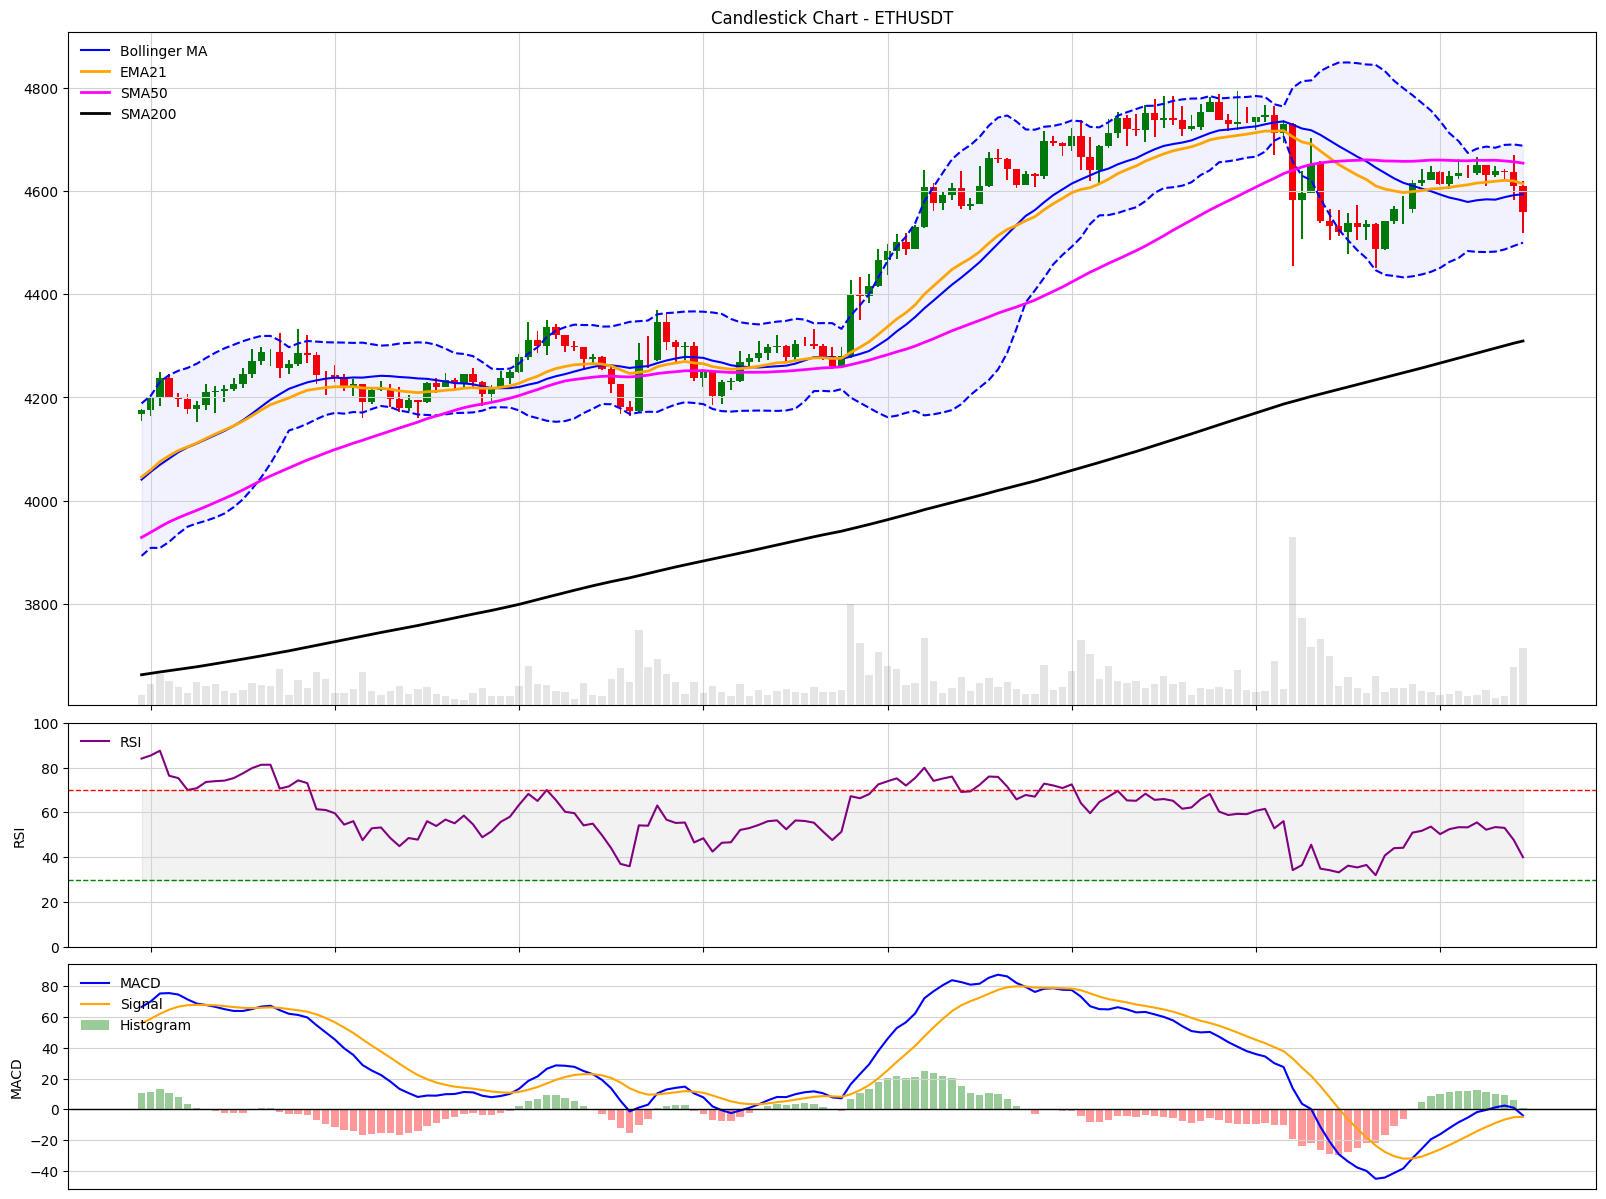 Candlestick Chart - ETHUSDT
Bollinger MA
EMA21
SMA50
SMA200
4800
4600
4400
4200
4000
3800
RSI
100
80
60
40
20
0
RSI
MACD
Signal
Histogram
80
60
40
20
0
−20
−40
MACD